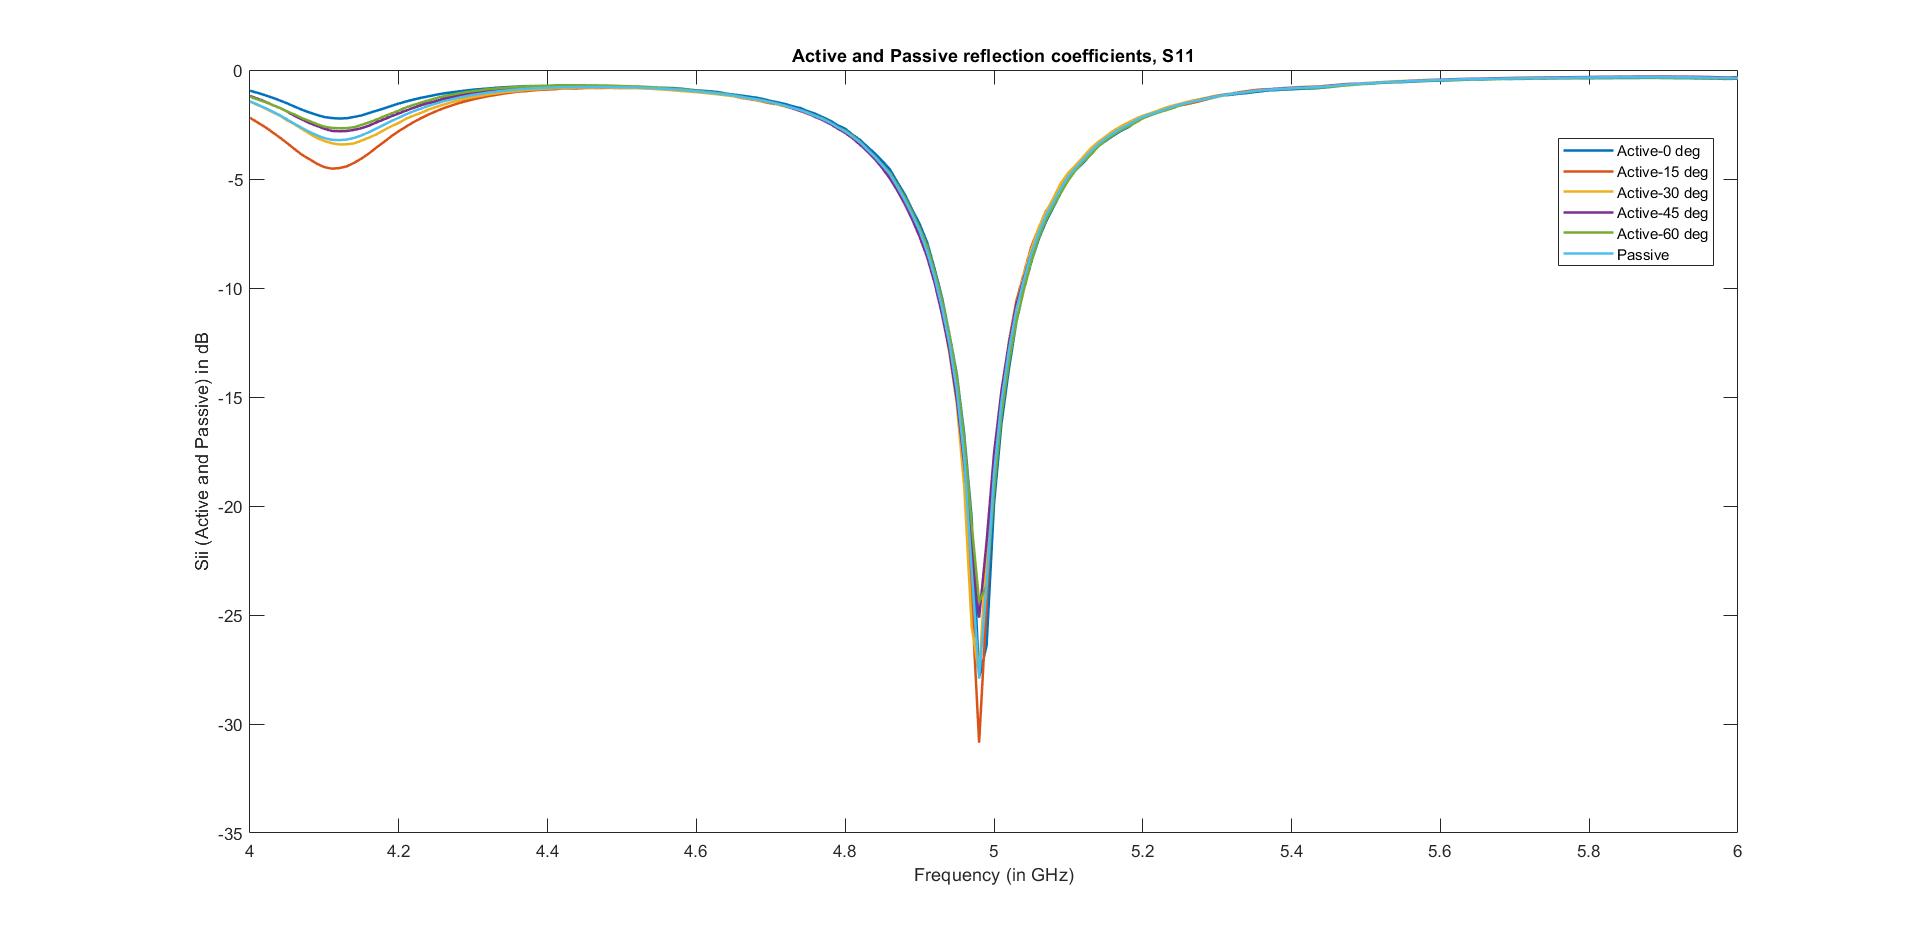 Active and Passive reflection coefficients, S11
0
-5
-10
-15
-20
-25
-30
-35
Sii (Active and Passive) in dB
4 4.2 4.4 4.6 4.8 5 5.2 5.4 5.6 5.8 6
Frequency (in GHz)
Active-0 deg
Active-15 deg
Active-30 deg
Active-45 deg
Active-60 deg
Passive